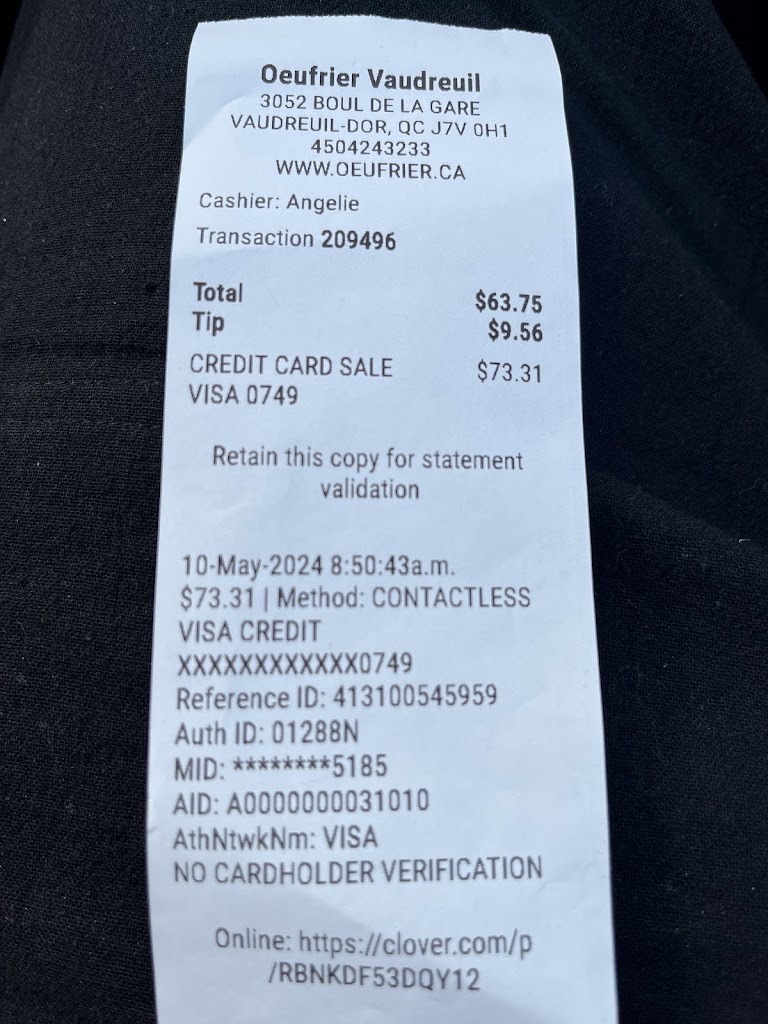 Oeufrier Vaudreuil
3052 BOUL DE LA GARE
VAUDREUIL-DOR, QC J7V 0H1
4504243233
WWW.OEUFRIER.CA
Cashier: Angelie
Transaction 209496
Total $63.75
Tip $9.56
CREDIT CARD SALE $73.31
VISA 0749
Retain this copy for statement
validation
10-May-2024 8:50:43a.m.
$73.31 | Method: CONTACTLESS
VISA CREDIT
XXXXXXXXXXXX0749
Reference ID: 413100545959
Auth ID: 01288N
MID: ********5185
AID: A0000000031010
AthNtwkNm: VISA
NO CARDHOLDER VERIFICATION
Online: https://clover.com/p
/RBNKDF53DQY12